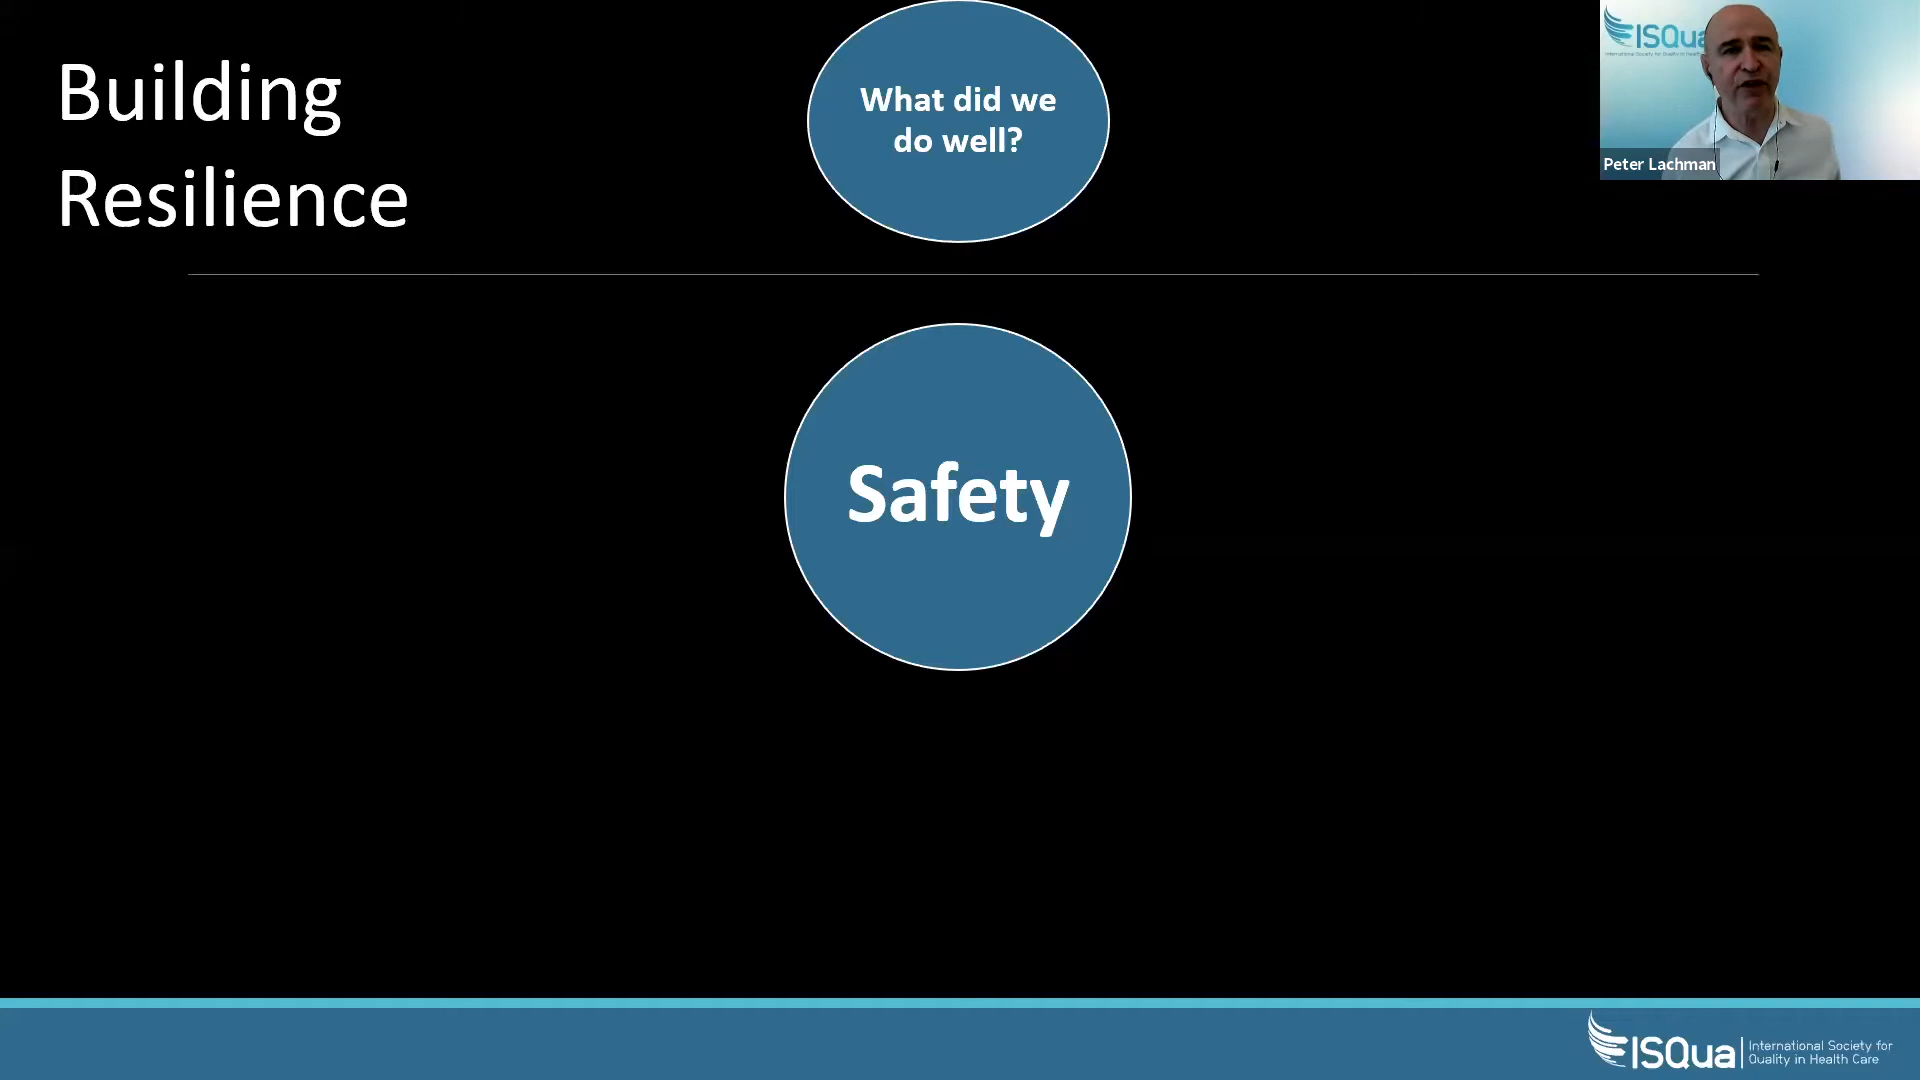 Building
Resilience
What did we
do well?
ISQua
Peter Lachman
Safety
ISQua
International Society for
Quality in Health Care